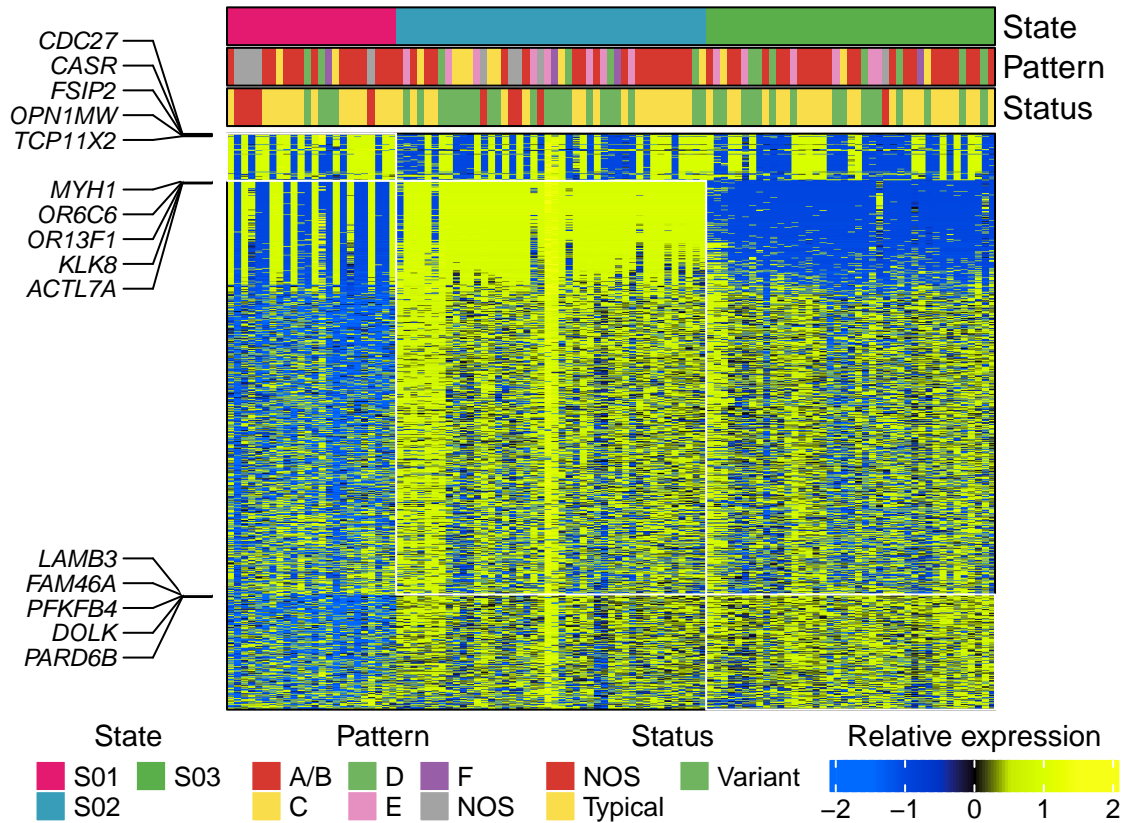 State
Pattern
Status
CDC27
CASR
FSIP2
OPN1MW
TCP11X2
MYH1
OR6C6
OR13F1
KLK8
ACTL7A
LAMB3
FAM46A
PFKFB4
DOLK
PARD6B
State
S01 S03
S02
Pattern
A/B D F
C E NOS
Status
NOS Variant
Typical
Relative expression
−2 −1 0 1 2